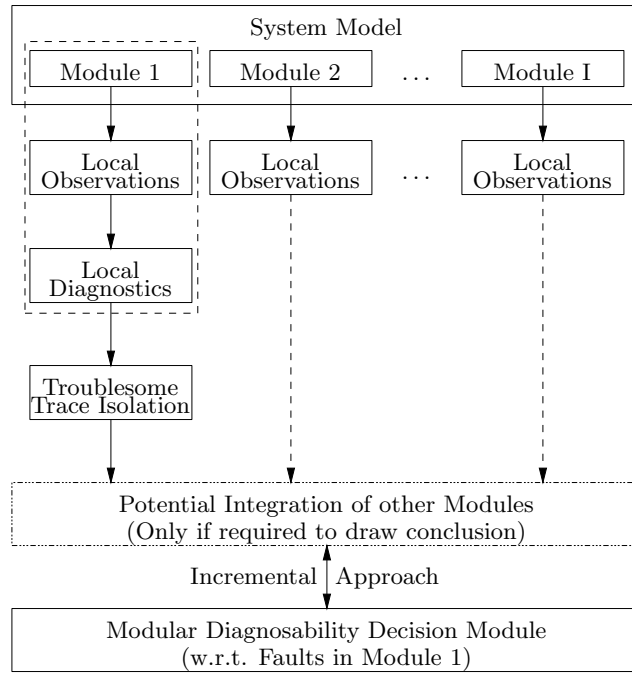 System Model
Module 1
Module 2
...
Module I
Local
Observations
Local
Observations
...
Local
Observations
Local
Diagnostics
Troublesome
Trace Isolation
Potential Integration of other Modules
(Only if required to draw conclusion)
Incremental Approach
Modular Diagnosability Decision Module
(w.r.t. Faults in Module 1)